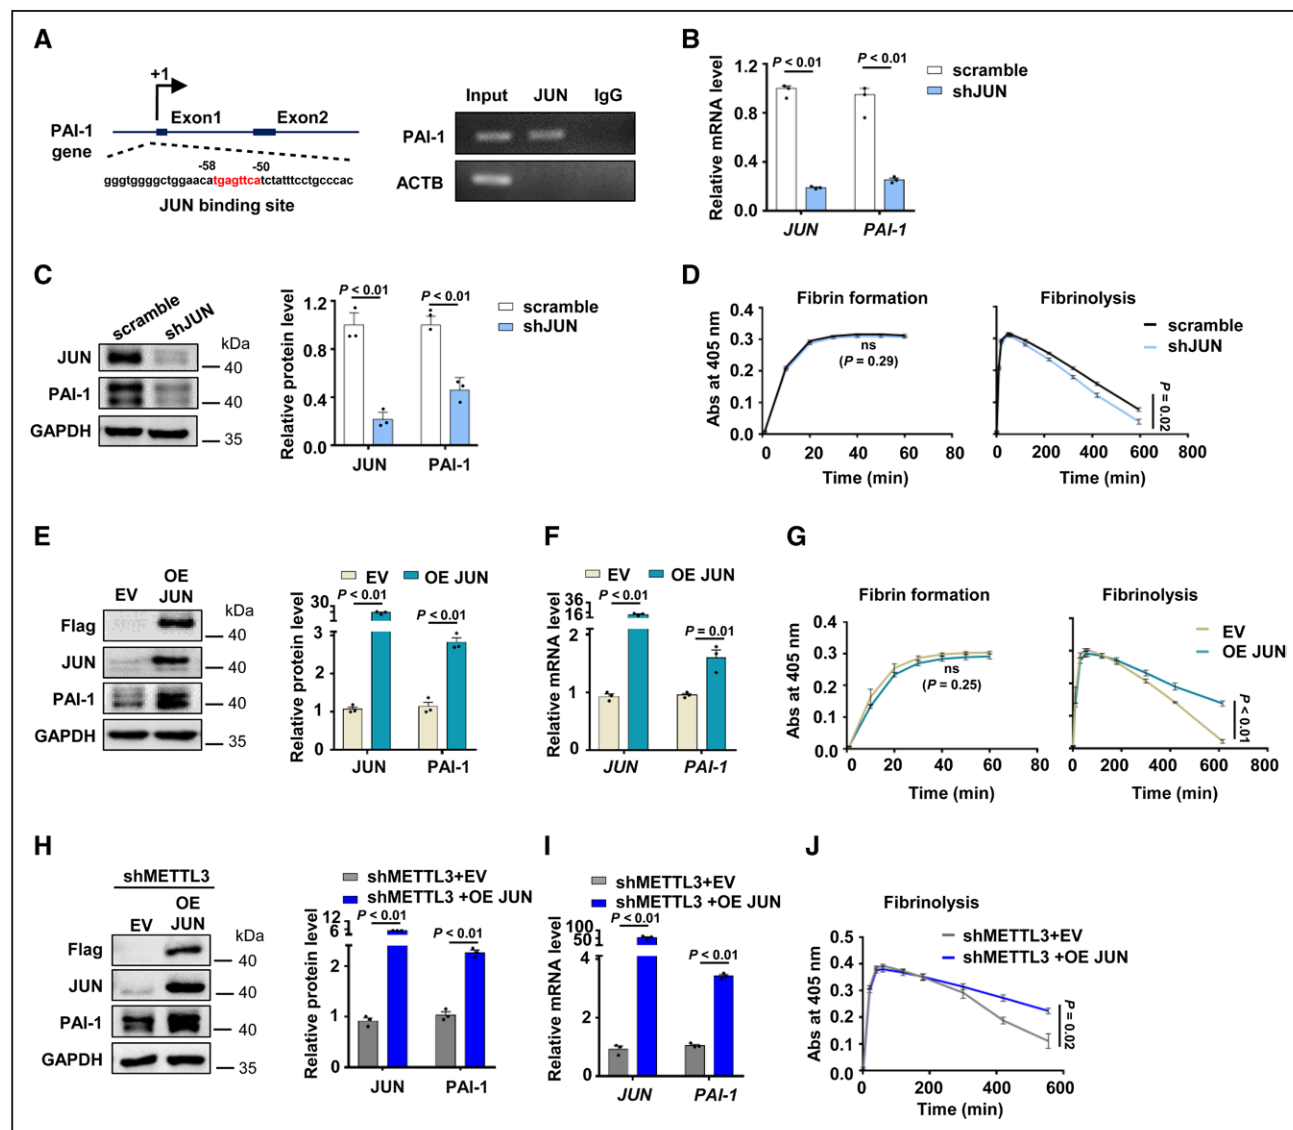 A
+1
Exon1 Exon2
PAI-1
gene
-58 -50
gggtggggctggaacatgagttcatctatttcctgcccac
JUN binding site
Input JUN IgG
PAI-1
ACTB
B
Relative mRNA level
1.2
0.8
0.4
0.0
P < 0.01
P < 0.01
scramble
shJUN
JUN PAI-1
C
scramble
shJUN
kDa
JUN
40
PAI-1
40
GAPDH
35
Relative protein level
1.2
0.8
0.4
0.0
P < 0.01
P < 0.01
scramble
shJUN
JUN PAI-1
D
Fibrin formation
Abs at 405 nm
0.4
0.3
0.2
0.1
0.0
ns
(P = 0.29)
0 20 40 60 80
Time (min)
Fibrinolysis
scramble
shJUN
P = 0.02
0 200 400 600 800
Time (min)
E
EV
OE
JUN
kDa
Flag
40
JUN
40
PAI-1
40
GAPDH
35
EV OE JUN
Relative protein level
30
1
3
2
1
0
P < 0.01
P < 0.01
JUN PAI-1
F
EV OE JUN
Relative mRNA level
36
16
1
2
1
0
P < 0.01
P = 0.01
JUN PAI-1
G
Fibrin formation
Abs at 405 nm
0.4
0.3
0.2
0.1
0.0
ns
(P = 0.25)
0 20 40 60 80
Time (min)
Fibrinolysis
EV
OE JUN
P < 0.01
0 200 400 600 800
Time (min)
H
shMETTL3
EV
OE
JUN
kDa
Flag
40
JUN
40
PAI-1
40
GAPDH
35
shMETTL3+EV
shMETTL3 +OE JUN
Relative protein level
12
6
1
2
1
0
P < 0.01
P < 0.01
JUN PAI-1
I
shMETTL3+EV
shMETTL3 +OE JUN
Relative mRNA level
100
50
1
4
2
0
P < 0.01
P < 0.01
JUN PAI-1
J
Fibrinolysis
shMETTL3+EV
shMETTL3 +OE JUN
Abs at 405 nm
0.5
0.4
0.3
0.2
0.1
0.0
P = 0.02
0 200 400 600
Time (min)